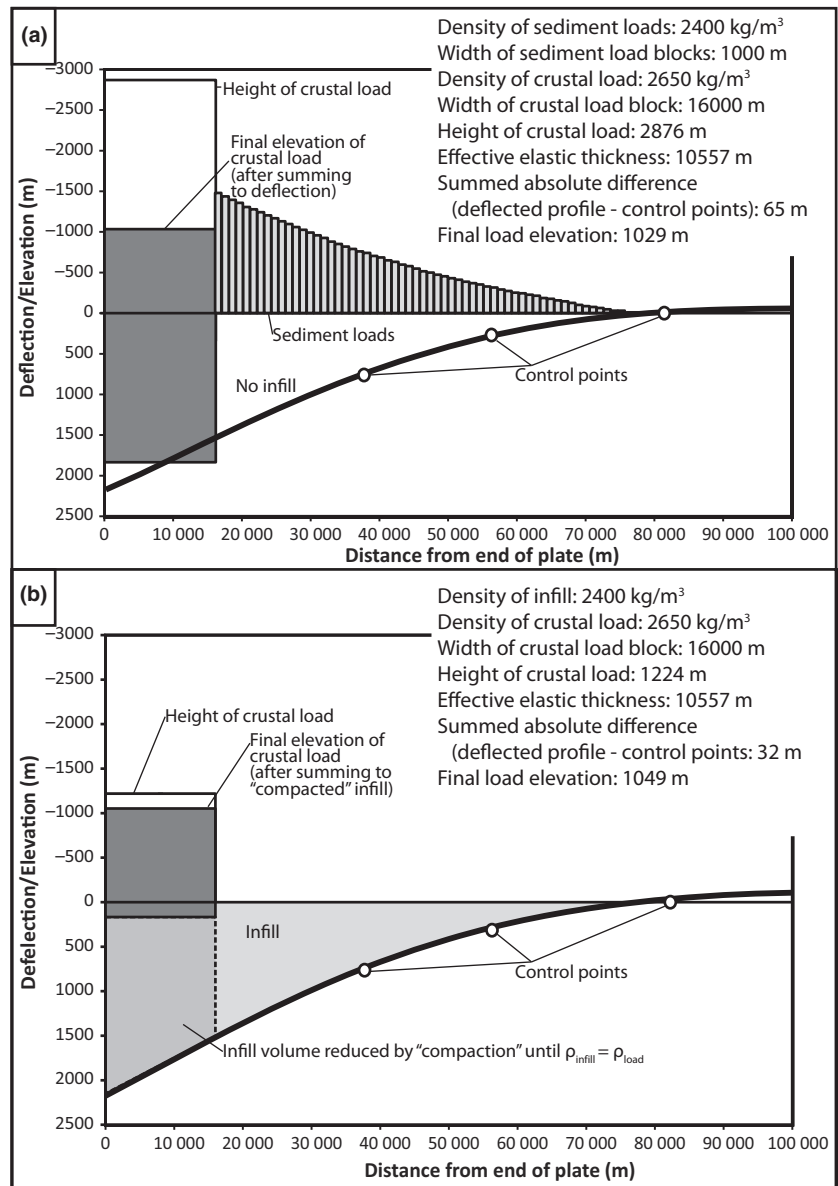 (a)
Density of sediment loads: 2400 kg/m³
Width of sediment load blocks: 1000 m
Density of crustal load: 2650 kg/m³
Width of crustal load block: 16000 m
Height of crustal load: 2876 m
Effective elastic thickness: 10557 m
Summed absolute difference
(deflected profile - control points): 65 m
Final load elevation: 1029 m
Height of crustal load
Final elevation of
crustal load
(after summing
to deflection)
Sediment loads
No infill
Control points
Deflection/Elevation (m)
−3000
−2500
−2000
−1500
−1000
−500
0
500
1000
1500
2000
2500
0 10 000 20 000 30 000 40 000 50 000 60 000 70 000 80 000 90 000 100 000
Distance from end of plate (m)
(b)
Density of infill: 2400 kg/m³
Density of crustal load: 2650 kg/m³
Width of crustal load block: 16000 m
Height of crustal load: 1224 m
Effective elastic thickness: 10557 m
Summed absolute difference
(deflected profile - control points: 32 m
Final load elevation: 1049 m
Height of crustal load
Final elevation of
crustal load
(after summing to
“compacted” infill)
Infill
Control points
Infill volume reduced by “compaction” until ρinfill = ρload
Defelection/Elevation (m)
−3000
−2500
−2000
−1500
−1000
−500
0
500
1000
1500
2000
2500
0 10 000 20 000 30 000 40 000 50 000 60 000 70 000 80 000 90 000 100 000
Distance from end of plate (m)